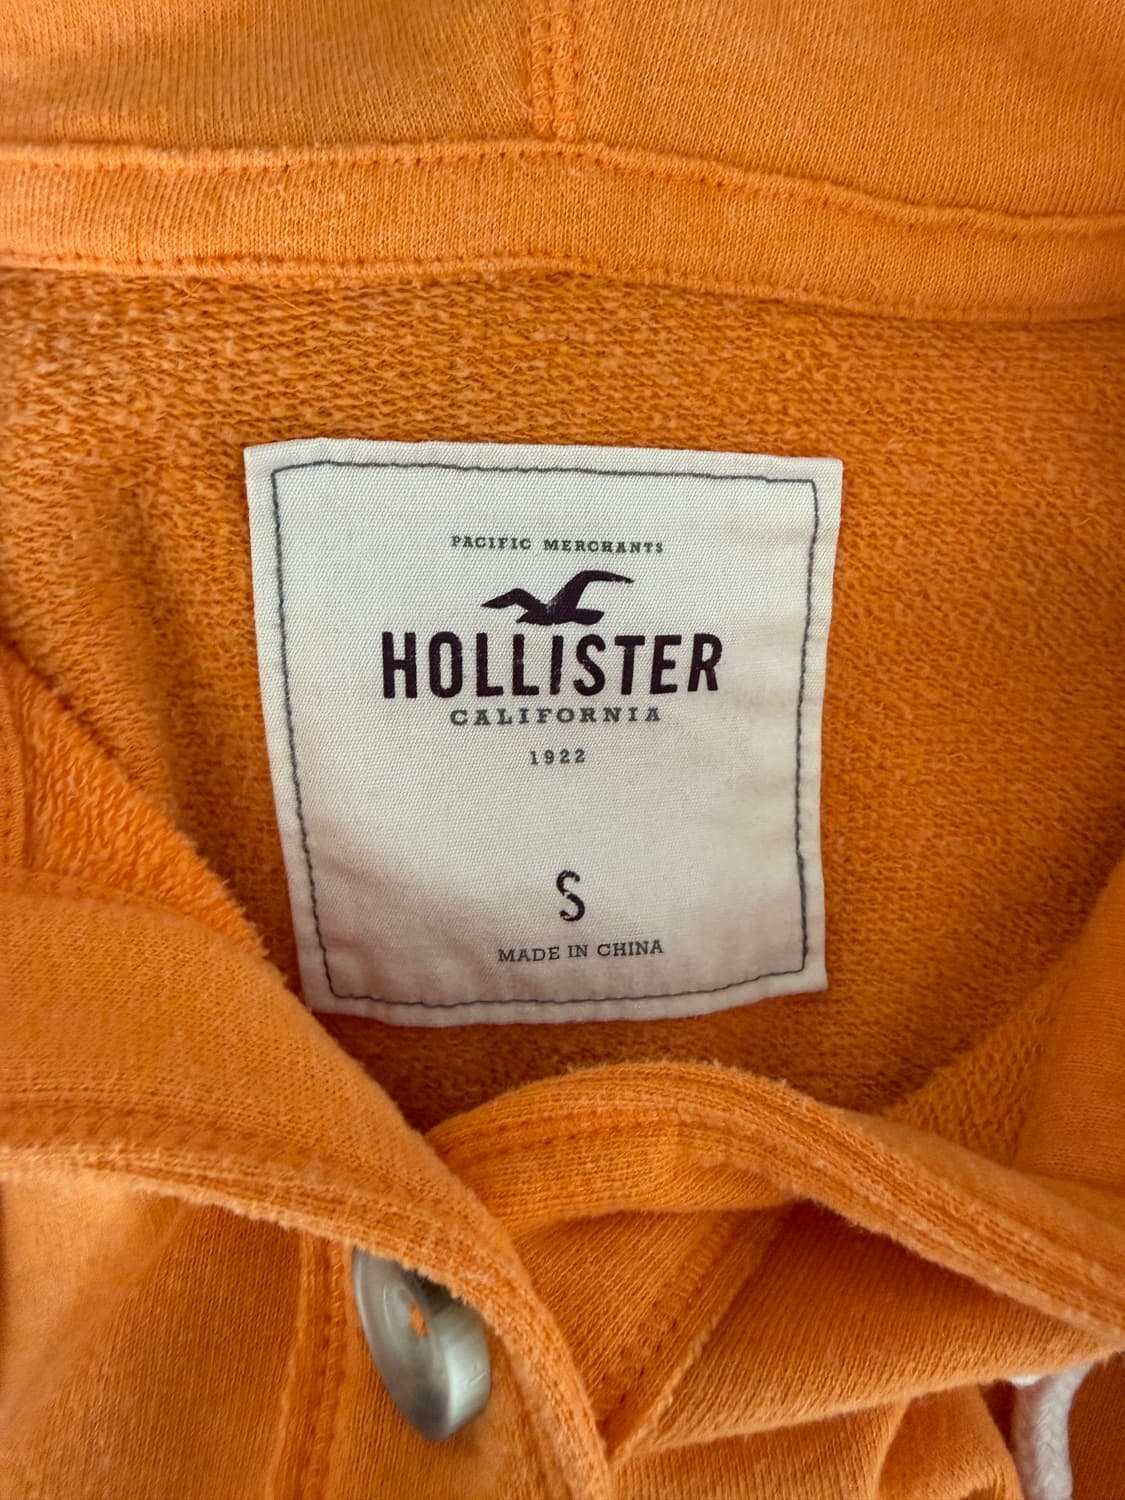 PACIFIC MERCHANTS
HOLLISTER
CALIFORNIA
1922
S
MADE IN CHINA